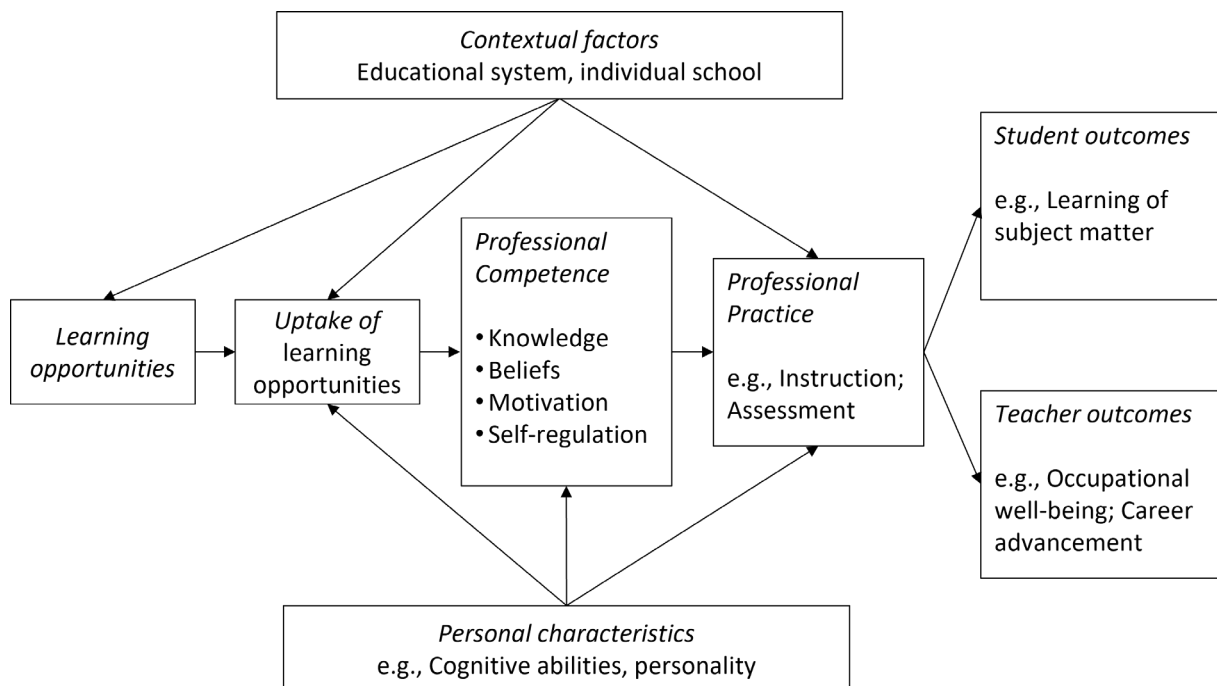 Contextual factors
Educational system, individual school
Learning
opportunities
Uptake of
learning
opportunities
Professional
Competence
• Knowledge
• Beliefs
• Motivation
• Self-regulation
Professional
Practice
e.g., Instruction;
Assessment
Student outcomes
e.g., Learning of
subject matter
Teacher outcomes
e.g., Occupational
well-being; Career
advancement
Personal characteristics
e.g., Cognitive abilities, personality